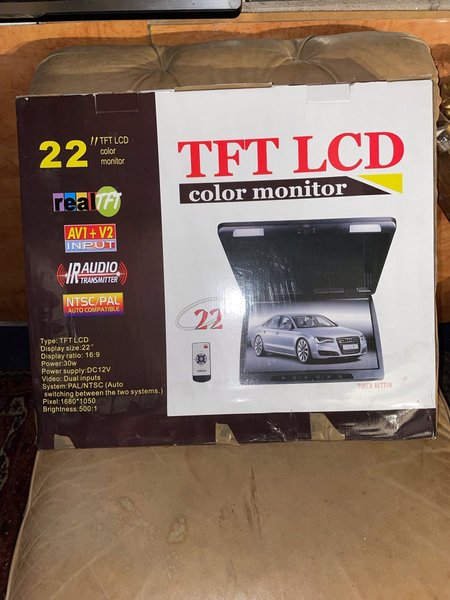 22"
TFT LCD
color
monitor
realTFT
AV1+V2
INPUT
IR AUDIO
TRANSMITTER
NTSC/PAL
AUTO COMPATIBLE
Type: TFT LCD
Display size:22"
Display ratio: 16:9
Power:30w
Power supply:DC12V
Video: Dual inputs
System:PAL/NTSC (Auto
switching between the two systems.)
Pixel:1680*1050
Brightness:500:1
TFT LCD
color monitor
22
TOUCH BUTTON